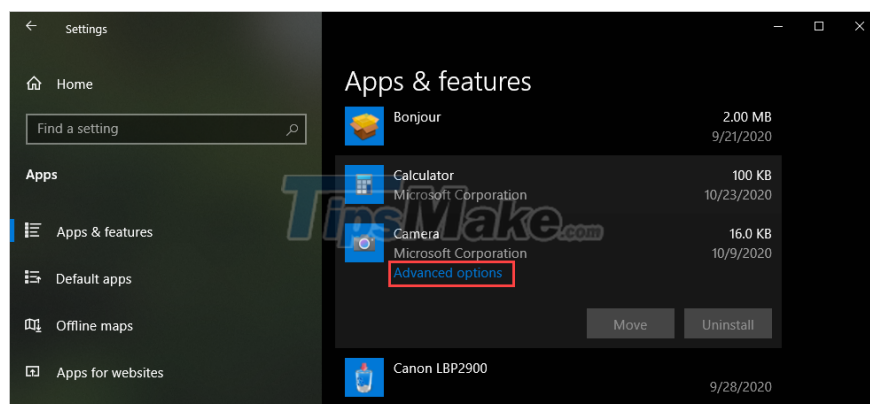 Settings
Home
Find a setting
Apps
Apps & features
Default apps
Offline maps
Apps for websites
Apps & features
Bonjour
2.00 MB
9/21/2020
Calculator
100 KB
Microsoft Corporation
10/23/2020
TipsMake.com
Camera
16.0 KB
Microsoft Corporation
10/9/2020
Advanced options
Move
Uninstall
Canon LBP2900
9/28/2020